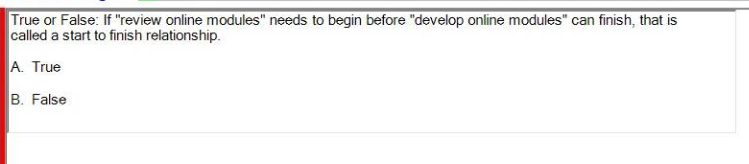 True or False: If "review online modules" needs to begin before "develop online modules" can finish, that is
called a start to finish relationship.
A. True
B. False